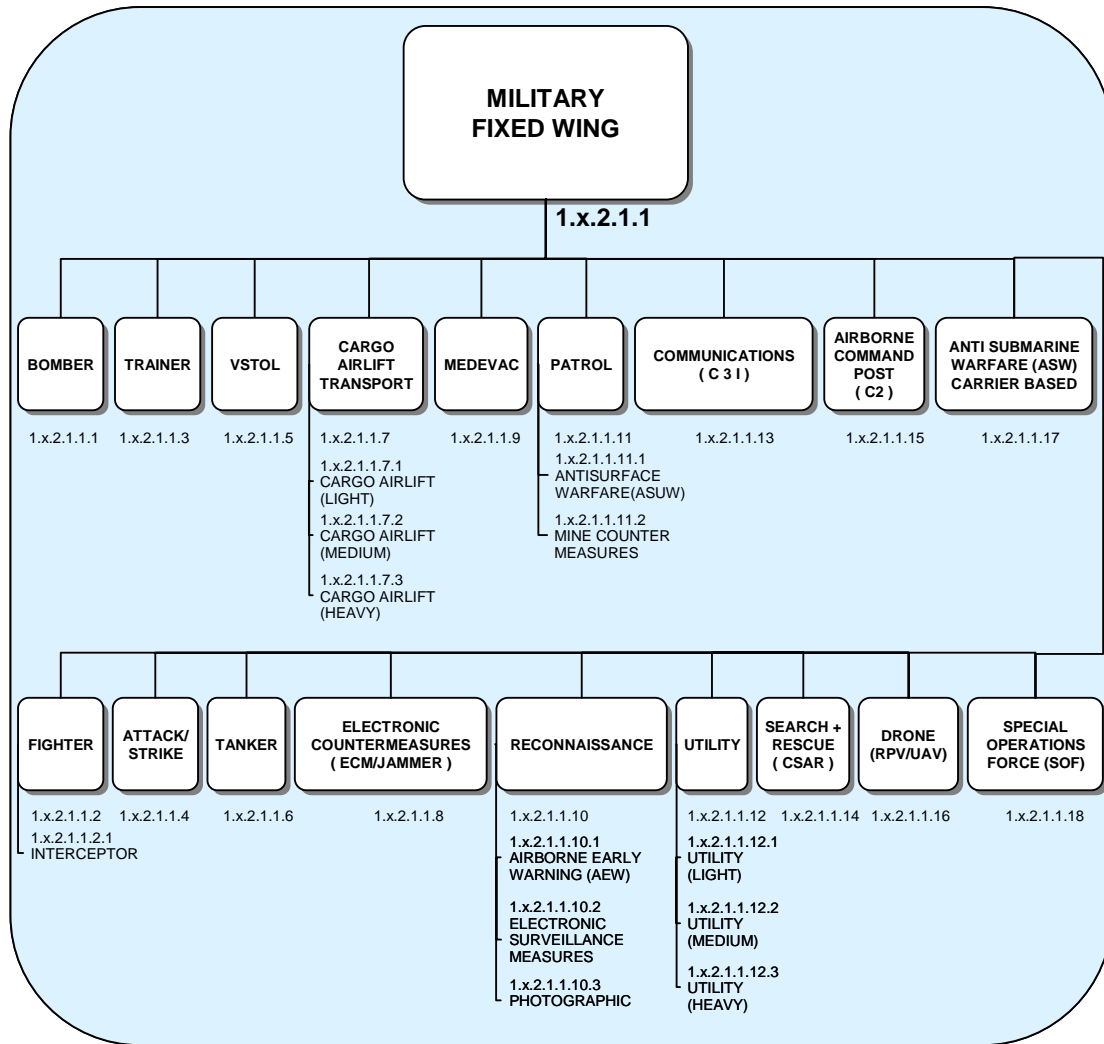 MILITARY
FIXED WING
1.x.2.1.1
BOMBER
1.x.2.1.1.1
TRAINER
1.x.2.1.1.3
VSTOL
1.x.2.1.1.5
CARGO
AIRLIFT
TRANSPORT
1.x.2.1.1.7
1.x.2.1.1.7.1
CARGO AIRLIFT
(LIGHT)
1.x.2.1.1.7.2
CARGO AIRLIFT
(MEDIUM)
1.x.2.1.1.7.3
CARGO AIRLIFT
(HEAVY)
MEDEVAC
1.x.2.1.1.9
PATROL
1.x.2.1.1.11
1.x.2.1.1.11.1
ANTISURFACE
WARFARE(ASUW)
1.x.2.1.1.11.2
MINE COUNTER
MEASURES
COMMUNICATIONS
( C 3 I )
1.x.2.1.1.13
AIRBORNE
COMMAND
POST
( C2 )
1.x.2.1.1.15
ANTI SUBMARINE
WARFARE (ASW)
CARRIER BASED
1.x.2.1.1.17
FIGHTER
1.x.2.1.1.2
1.x.2.1.1.2.1
INTERCEPTOR
ATTACK/
STRIKE
1.x.2.1.1.4
TANKER
1.x.2.1.1.6
ELECTRONIC
COUNTERMEASURES
( ECM/JAMMER )
1.x.2.1.1.8
RECONNAISSANCE
1.x.2.1.1.10
1.x.2.1.1.10.1
AIRBORNE EARLY
WARNING (AEW)
1.x.2.1.1.10.2
ELECTRONIC
SURVEILLANCE
MEASURES
1.x.2.1.1.10.3
PHOTOGRAPHIC
UTILITY
1.x.2.1.1.12
1.x.2.1.1.12.1
UTILITY
(LIGHT)
1.x.2.1.1.12.2
UTILITY
(MEDIUM)
1.x.2.1.1.12.3
UTILITY
(HEAVY)
SEARCH +
RESCUE
( CSAR )
1.x.2.1.1.14
DRONE
(RPV/UAV)
1.x.2.1.1.16
SPECIAL
OPERATIONS
FORCE (SOF)
1.x.2.1.1.18